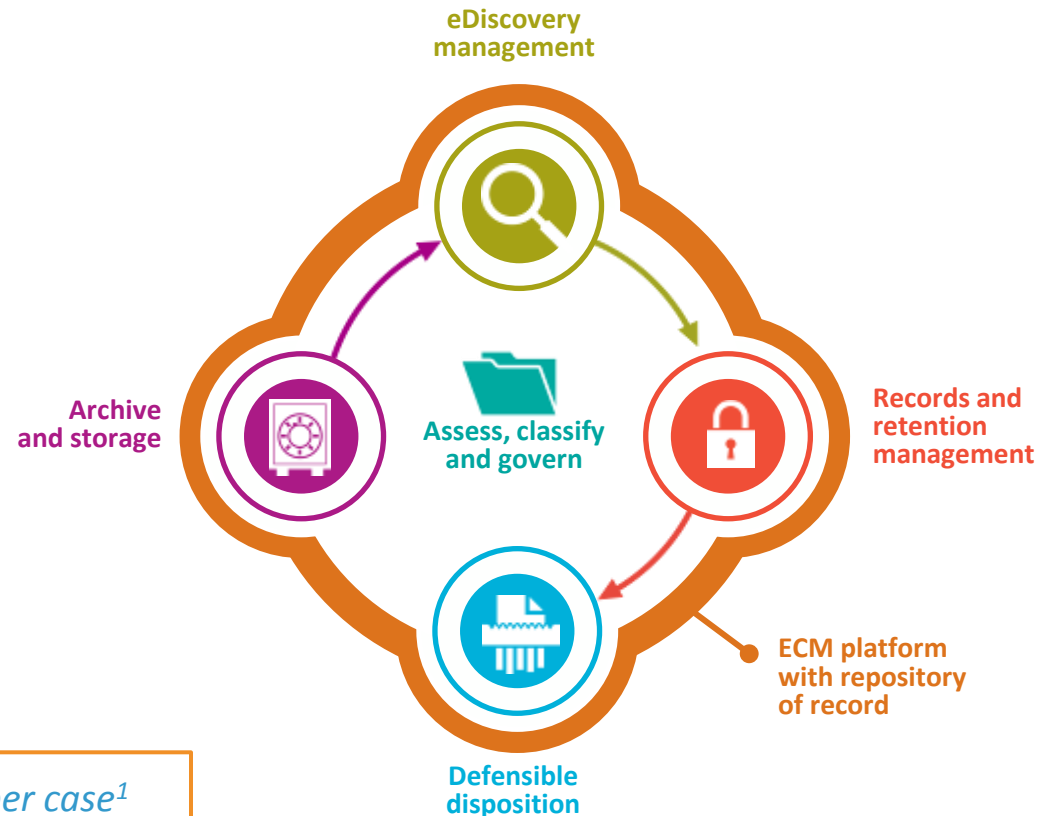 eDiscovery
management
Archive
and storage
Assess, classify
and govern
Records and
retention
management
ECM platform
with repository
of record
Defensible
disposition
case¹